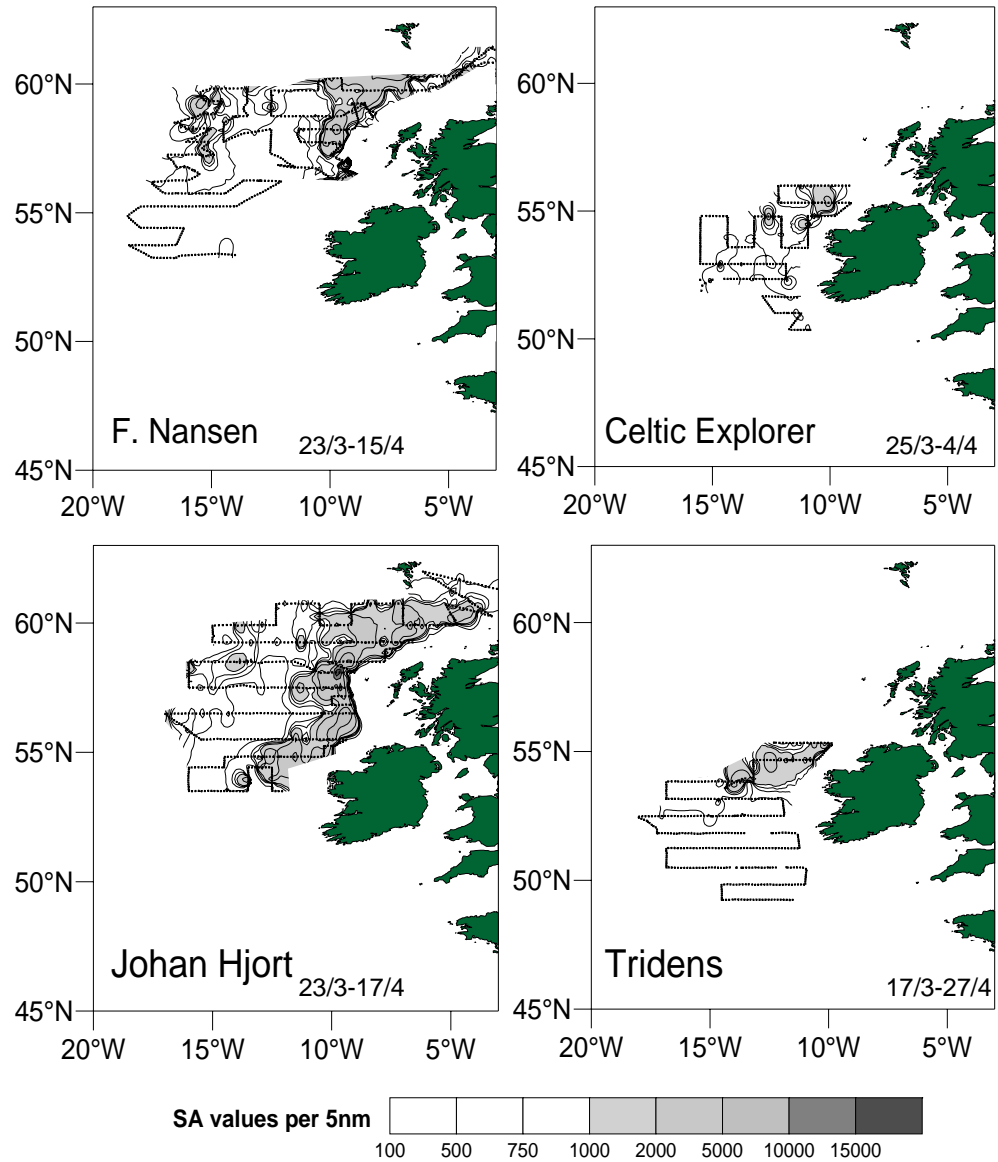 60°N
55°N
50°N
45°N
F. Nansen
23/3-15/4
20°W 15°W 10°W 5°W
60°N
55°N
50°N
45°N
Celtic Explorer
25/3-4/4
20°W 15°W 10°W 5°W
60°N
55°N
50°N
45°N
Johan Hjort
23/3-17/4
20°W 15°W 10°W 5°W
60°N
55°N
50°N
45°N
Tridens
17/3-27/4
20°W 15°W 10°W 5°W
SA values per 5nm
100 500 750 1000 2000 5000 10000 15000